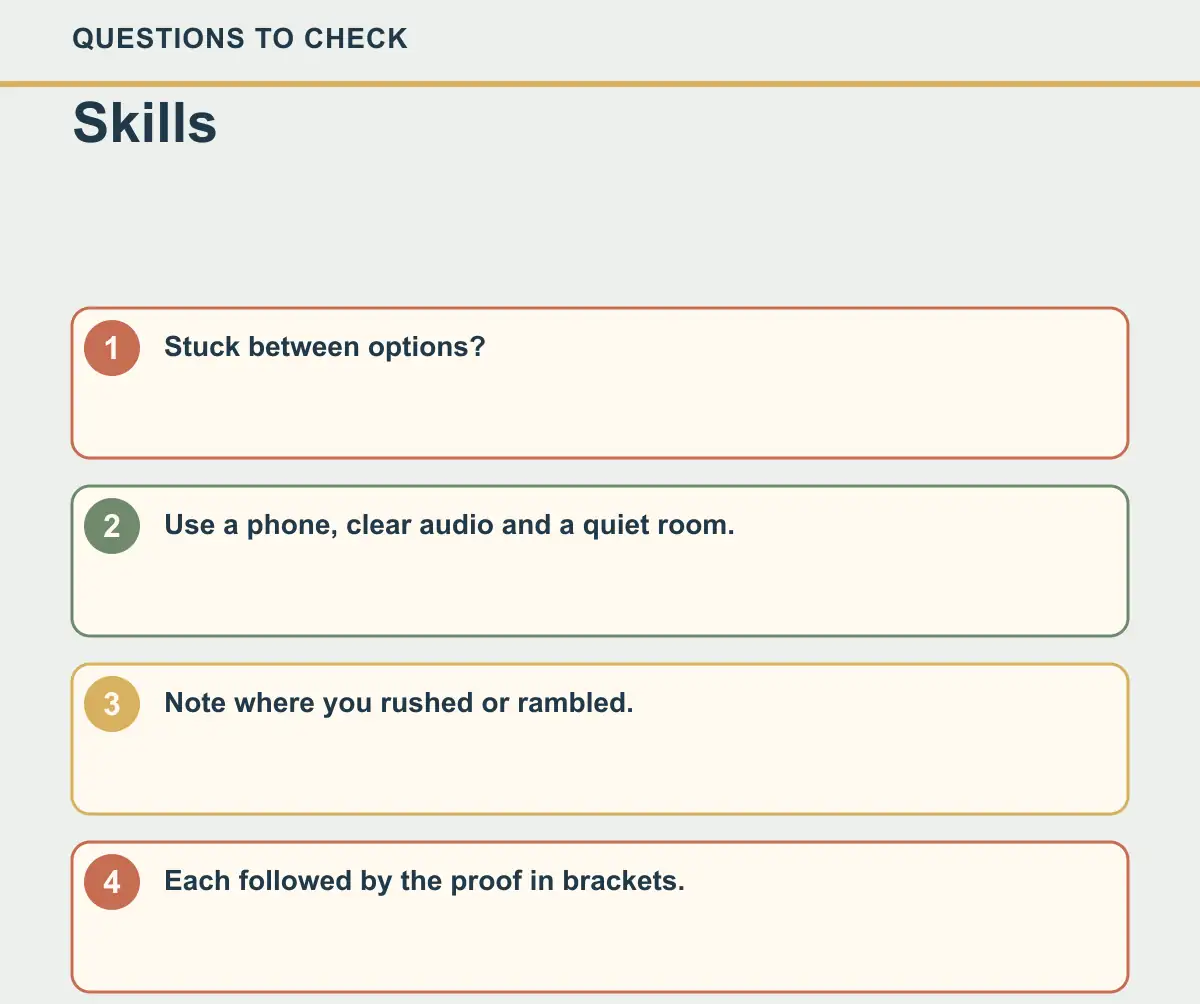 QUESTIONS TO CHECK
Skills
1 Stuck between options?
2 Use a phone, clear audio and a quiet room.
3 Note where you rushed or rambled.
4 Each followed by the proof in brackets.